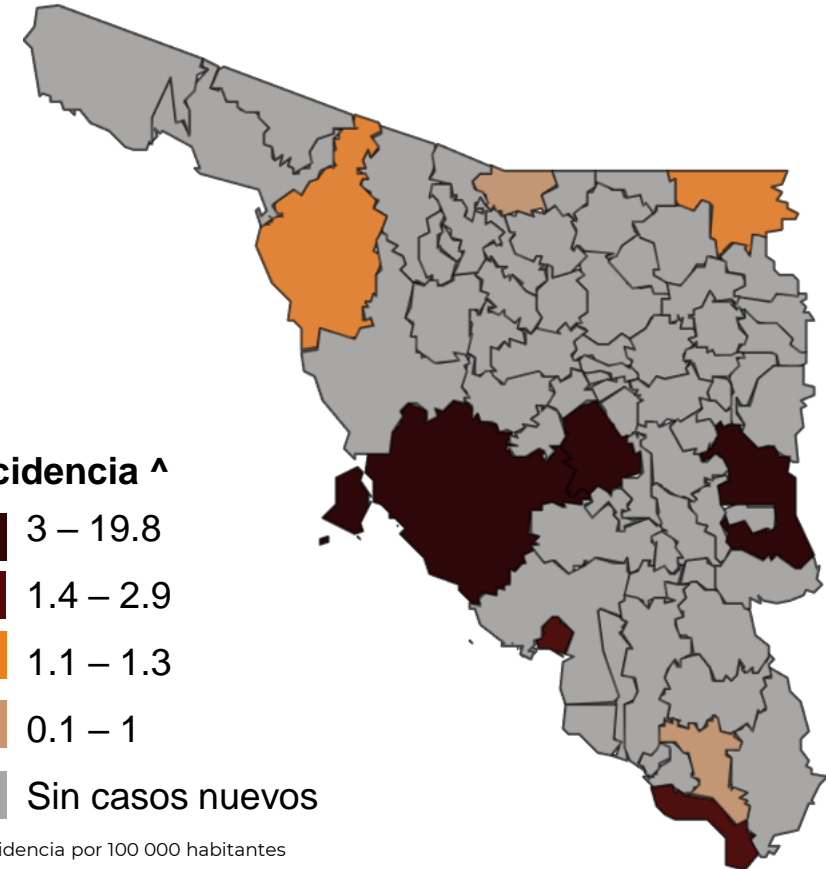 cidencia ^
3 – 19.8
1.4 – 2.9
1.1 – 1.3
0.1 – 1
Sin casos nuevos
idencia por 100 000 habitantes